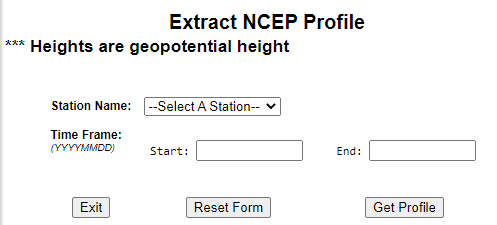 Extract NCEP Profile
*** Heights are geopotential height
Station Name: --Select A Station--
Time Frame:
(YYYYMMDD) Start: End:
Exit Reset Form Get Profile